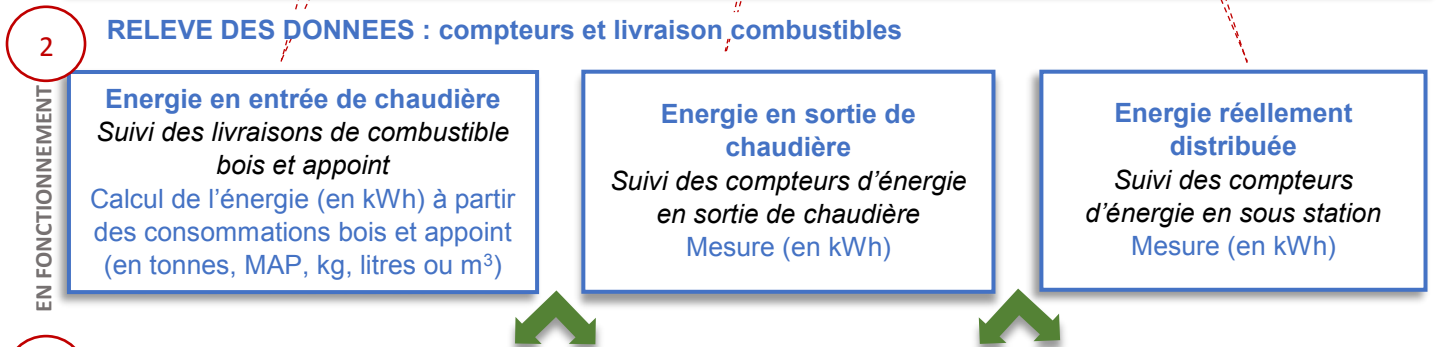 2
RELEVE DES DONNEES : compteurs et livraison combustibles
EN FONCTIONNEMENT
Energie en entrée de chaudière
Suivi des livraisons de combustible
bois et appoint
Calcul de l’énergie (en kWh) à partir
des consommations bois et appoint
(en tonnes, MAP, kg, litres ou m³)
Energie en sortie de
chaudière
Suivi des compteurs d’énergie
en sortie de chaudière
Mesure (en kWh)
Energie réellement
distribuée
Suivi des compteurs
d’énergie en sous station
Mesure (en kWh)